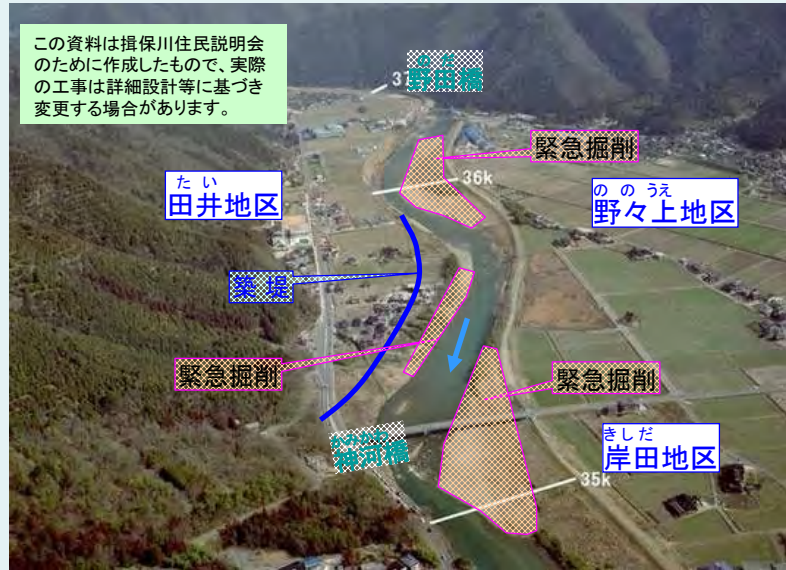 この資料は揖保川住民説明会
のために作成したもので、実際
の工事は詳細設計等に基づき
変更する場合があります。
のだ
野田橋
緊急掘削
36k
たい
田井地区
ののうえ
野々上地区
築堤
緊急掘削
緊急掘削
かみかわ
神河橋
きしだ
岸田地区
35k